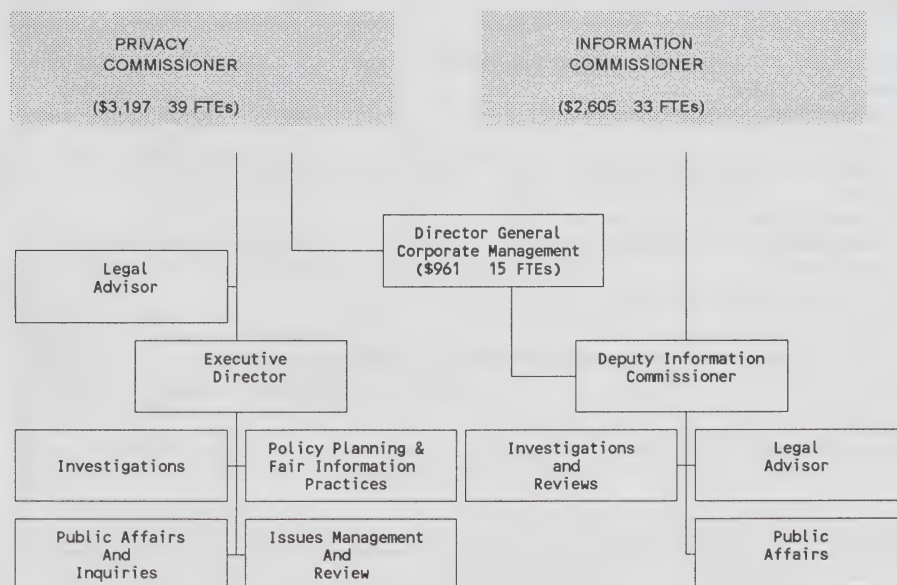 PRIVACY
COMMISSIONER
($3,197 39 FTEs)
INFORMATION
COMMISSIONER
($2,605 33 FTEs)
Director General
Corporate Management
($961 15 FTEs)
Legal
Advisor
Executive
Director
Deputy Information
Commissioner
Investigations
Policy Planning &
Fair Information
Practices
Investigations
and
Reviews
Legal
Advisor
Public Affairs
And
Inquiries
Issues Management
And
Review
Public
Affairs